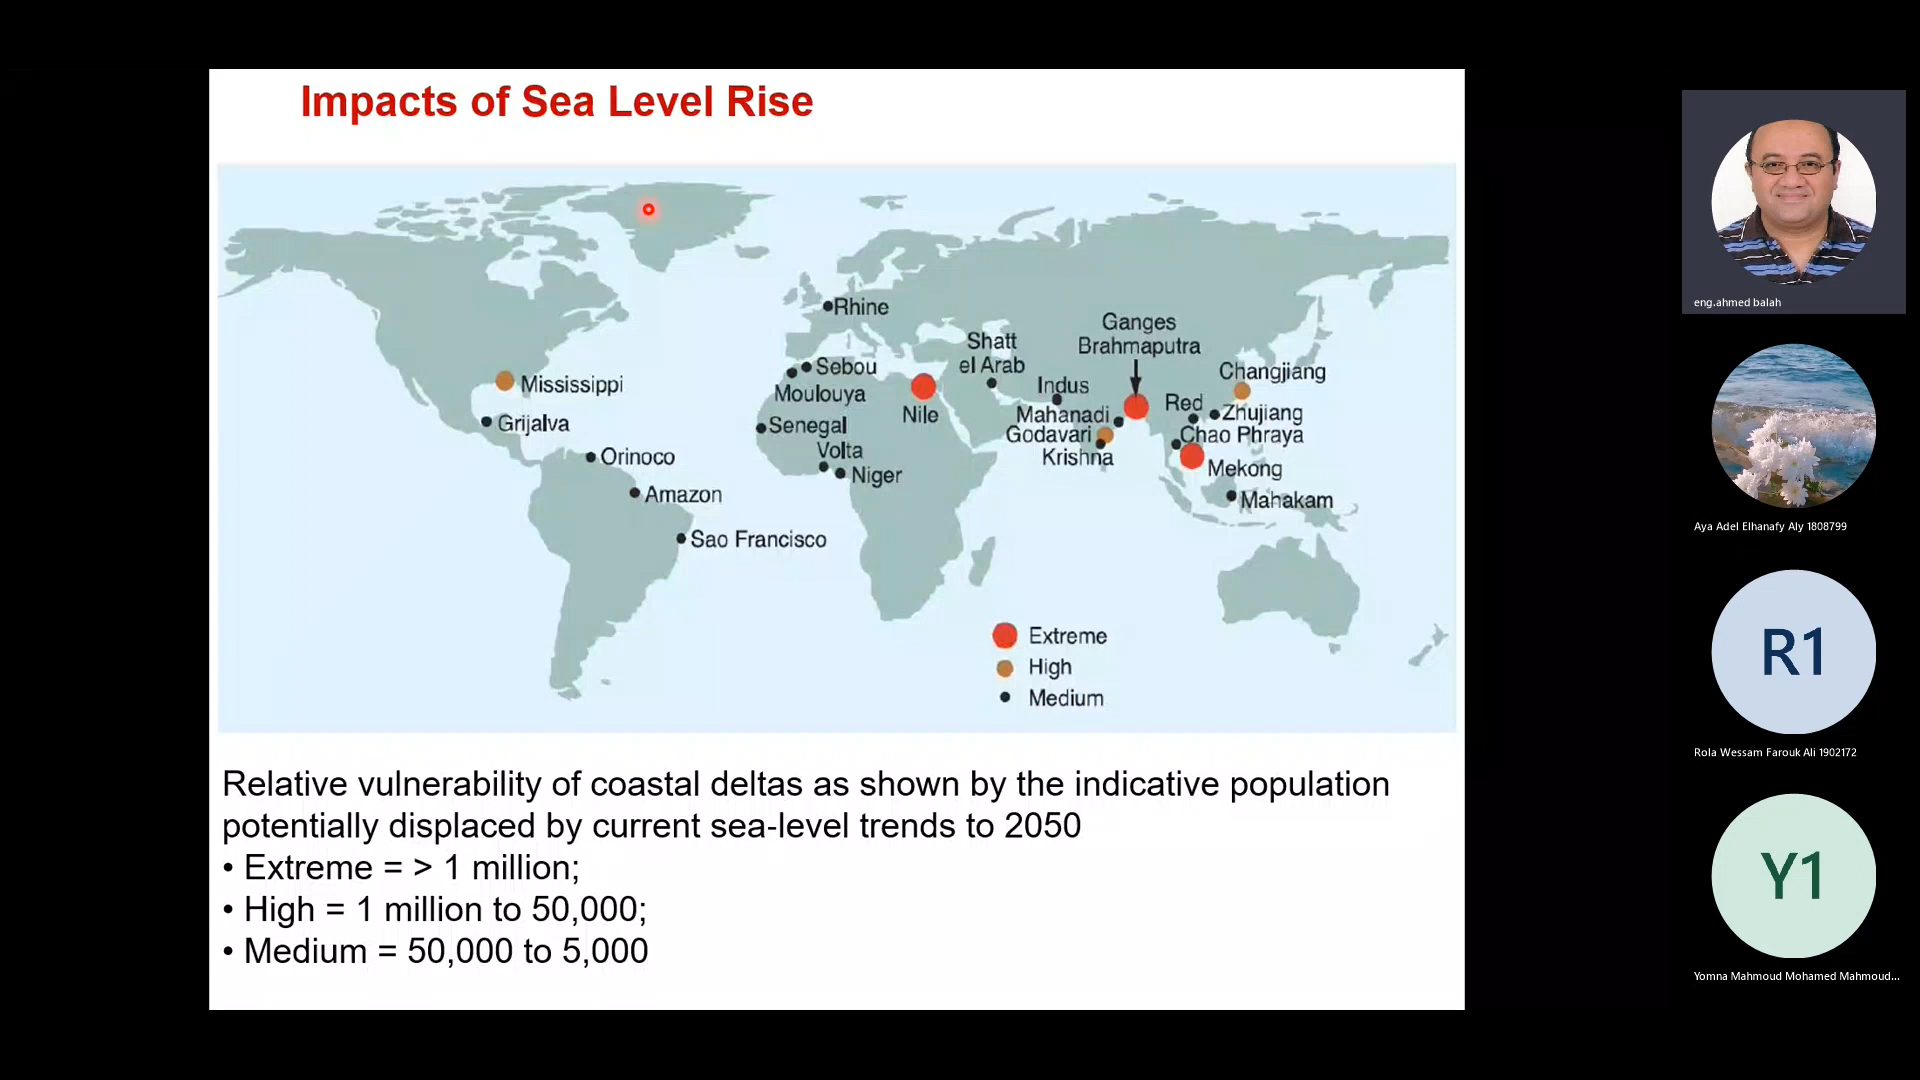 Impacts of Sea Level Rise
Rhine
Ganges
Brahmaputra
Shatt
el Arab
Sebou
Moulouya
Changjiang
Mississippi
Indus
Nile
Red
Zhujiang
Mahanadi
Grijalva
Senegal
Godavari
Chao Phraya
Volta
Krishna
Orinoco
Niger
Mekong
Amazon
Mahakam
Sao Francisco
Extreme
High
Medium
Relative vulnerability of coastal deltas as shown by the indicative population
potentially displaced by current sea-level trends to 2050
• Extreme = > 1 million;
• High = 1 million to 50,000;
• Medium = 50,000 to 5,000
eng.ahmed balah
Aya Adel Elhanafy Aly 1808799
R1
Rola Wessam Farouk Ali 1902172
Y1
Yomna Mahmoud Mohamed Mahmoud...